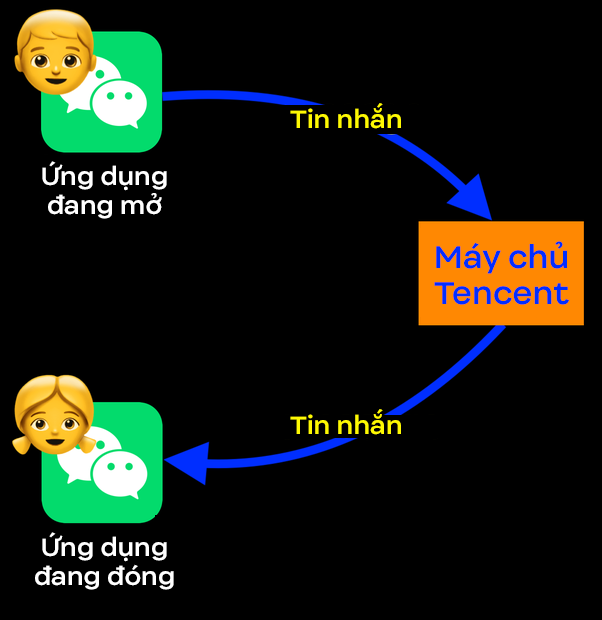 Tin nhắn
Ứng dụng
đang mở
Máy chủ
Tencent
Tin nhắn
Ứng dụng
đang đóng